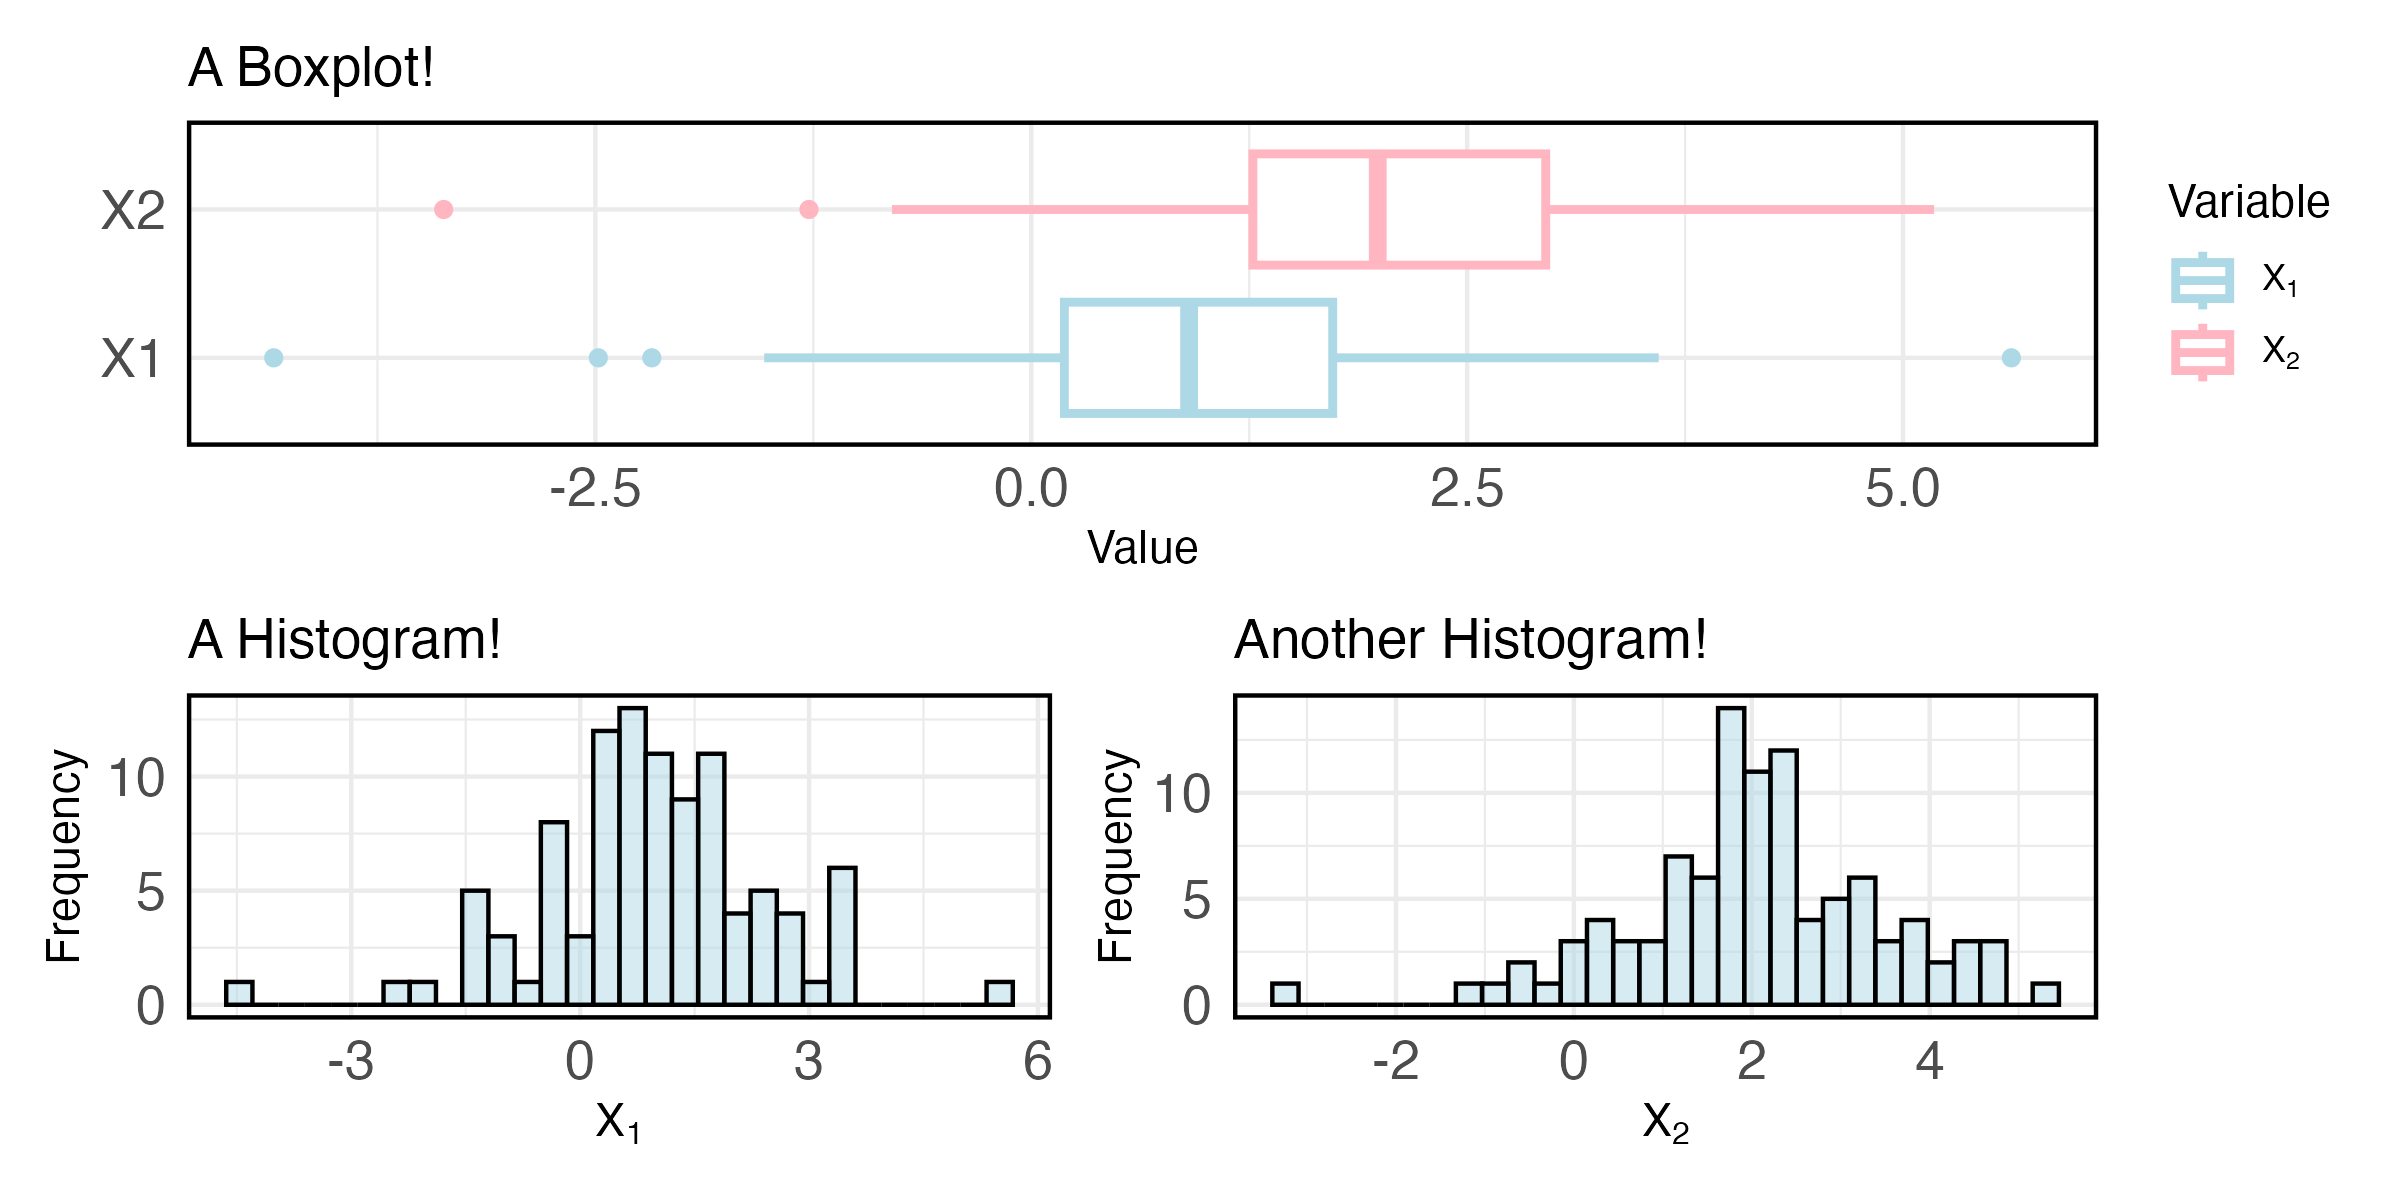 A Boxplot!
X2
X1
-2.5 0.0 2.5 5.0
Value
Variable
X₁
X₂
A Histogram!
Frequency
10
5
0
-3 0 3 6
X₁
Another Histogram!
Frequency
10
5
0
-2 0 2 4
X₂